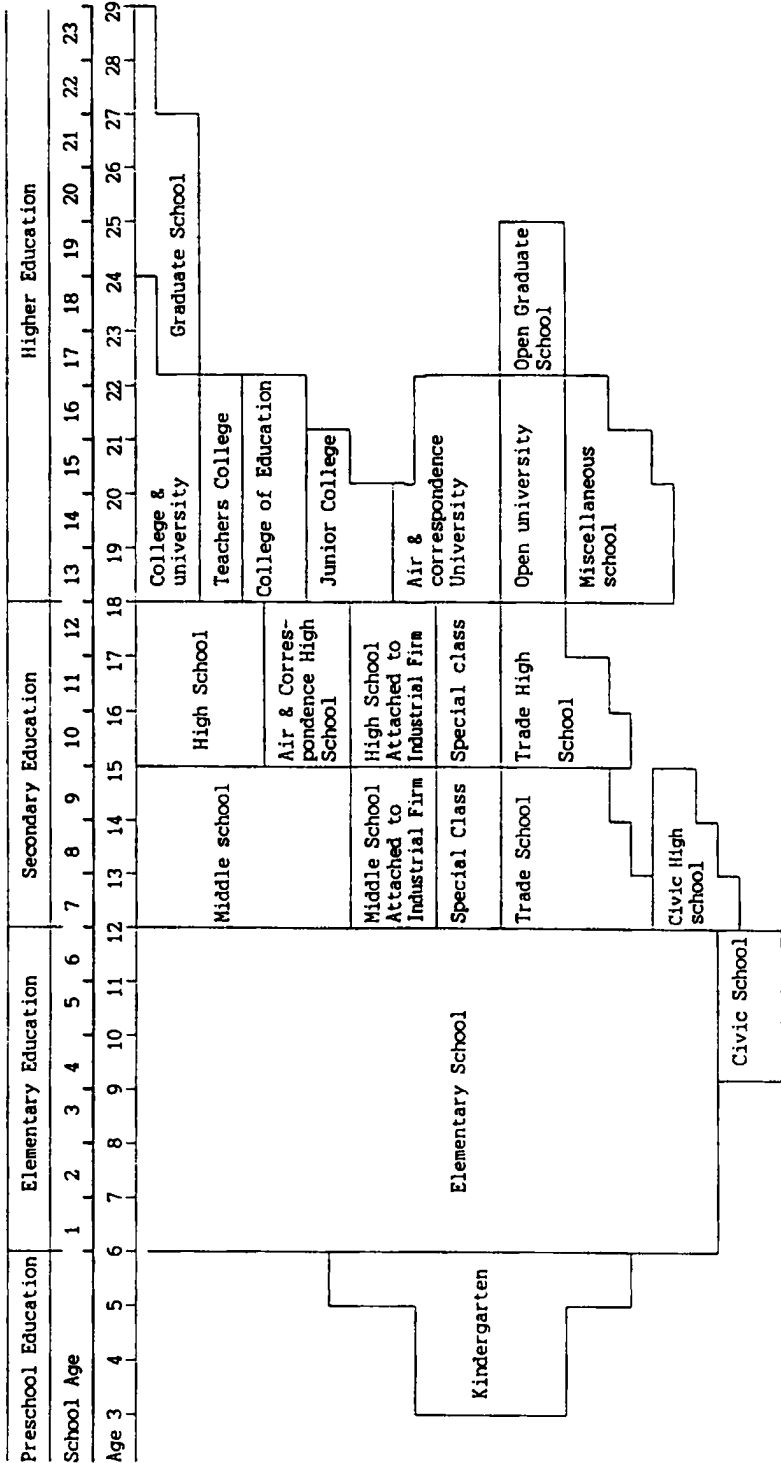 Preschool Education Elementary Education Secondary Education Higher Education
School Age 1 2 3 4 5 6 7 8 9 10 11 12 13 14 15 16 17 18 19 20 21 22 23
Age 3 4 5 6 7 8 9 10 11 12 13 14 15 16 17 18 19 20 21 22 23 24 25 26 27 28 29
Kindergarten
Elementary School
Civic School
Middle school
Middle School
Attached to
Industrial Firm
Special Class
Trade School
Civic High
school
High School
Air & Corres-
pondence High
School
High School
Attached to
Industrial Firm
Special class
Trade High
School
College &
university
Teachers College
College of Education
Junior College
Air &
correspondence
University
Open university
Miscellaneous
school
Graduate School
Open Graduate
School